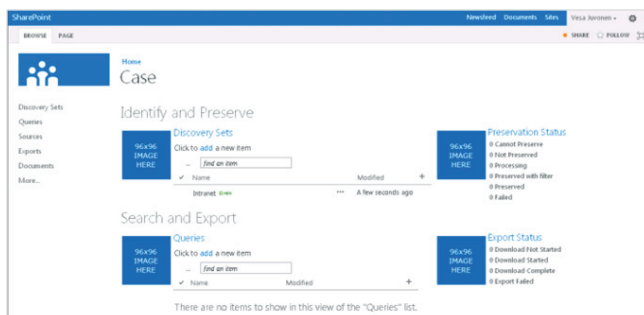 SharePoint
Newsfeed Documents Sites Vesa Juvonen
BROWSE PAGE
SHARE FOLLOW
Home
Case
Discovery Sets
Queries
Sources
Exports
Documents
More...
Identify and Preserve
96x96 IMAGE HERE
Discovery Sets
Click to add a new item
... find an item
✓ Name Modified +
Intranet ... A few seconds ago
96x96 IMAGE HERE
Preservation Status
0 Cannot Preserve
0 Not Preserved
0 Processing
0 Preserved with filter
0 Preserved
0 Failed
Search and Export
96x96 IMAGE HERE
Queries
Click to add a new item
... find an item
✓ Name Modified +
There are no items to show in this view of the "Queries" list.
96x96 IMAGE HERE
Export Status
0 Download Not Started
0 Download Started
0 Download Complete
0 Export Failed